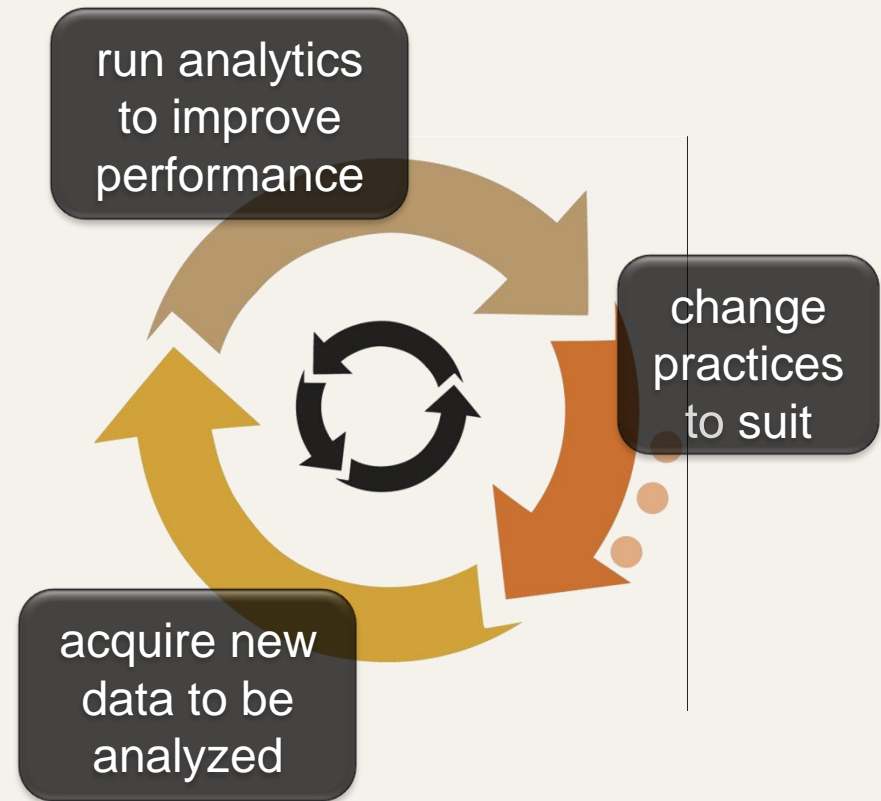 run analytics
to improve
performance
change
practices
to suit
acquire new
data to be
analyzed